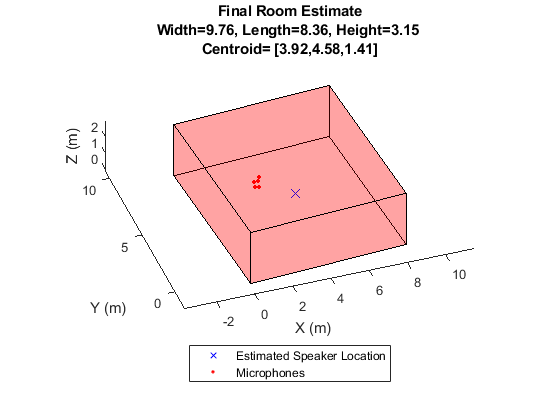 Final Room Estimate
Width=9.76, Length=8.36, Height=3.15
Centroid= [3.92,4.58,1.41]
Z (m)
2
1
0
10
5
0
Y (m)
-2
0
2
4
6
8
10
X (m)
Estimated Speaker Location
Microphones